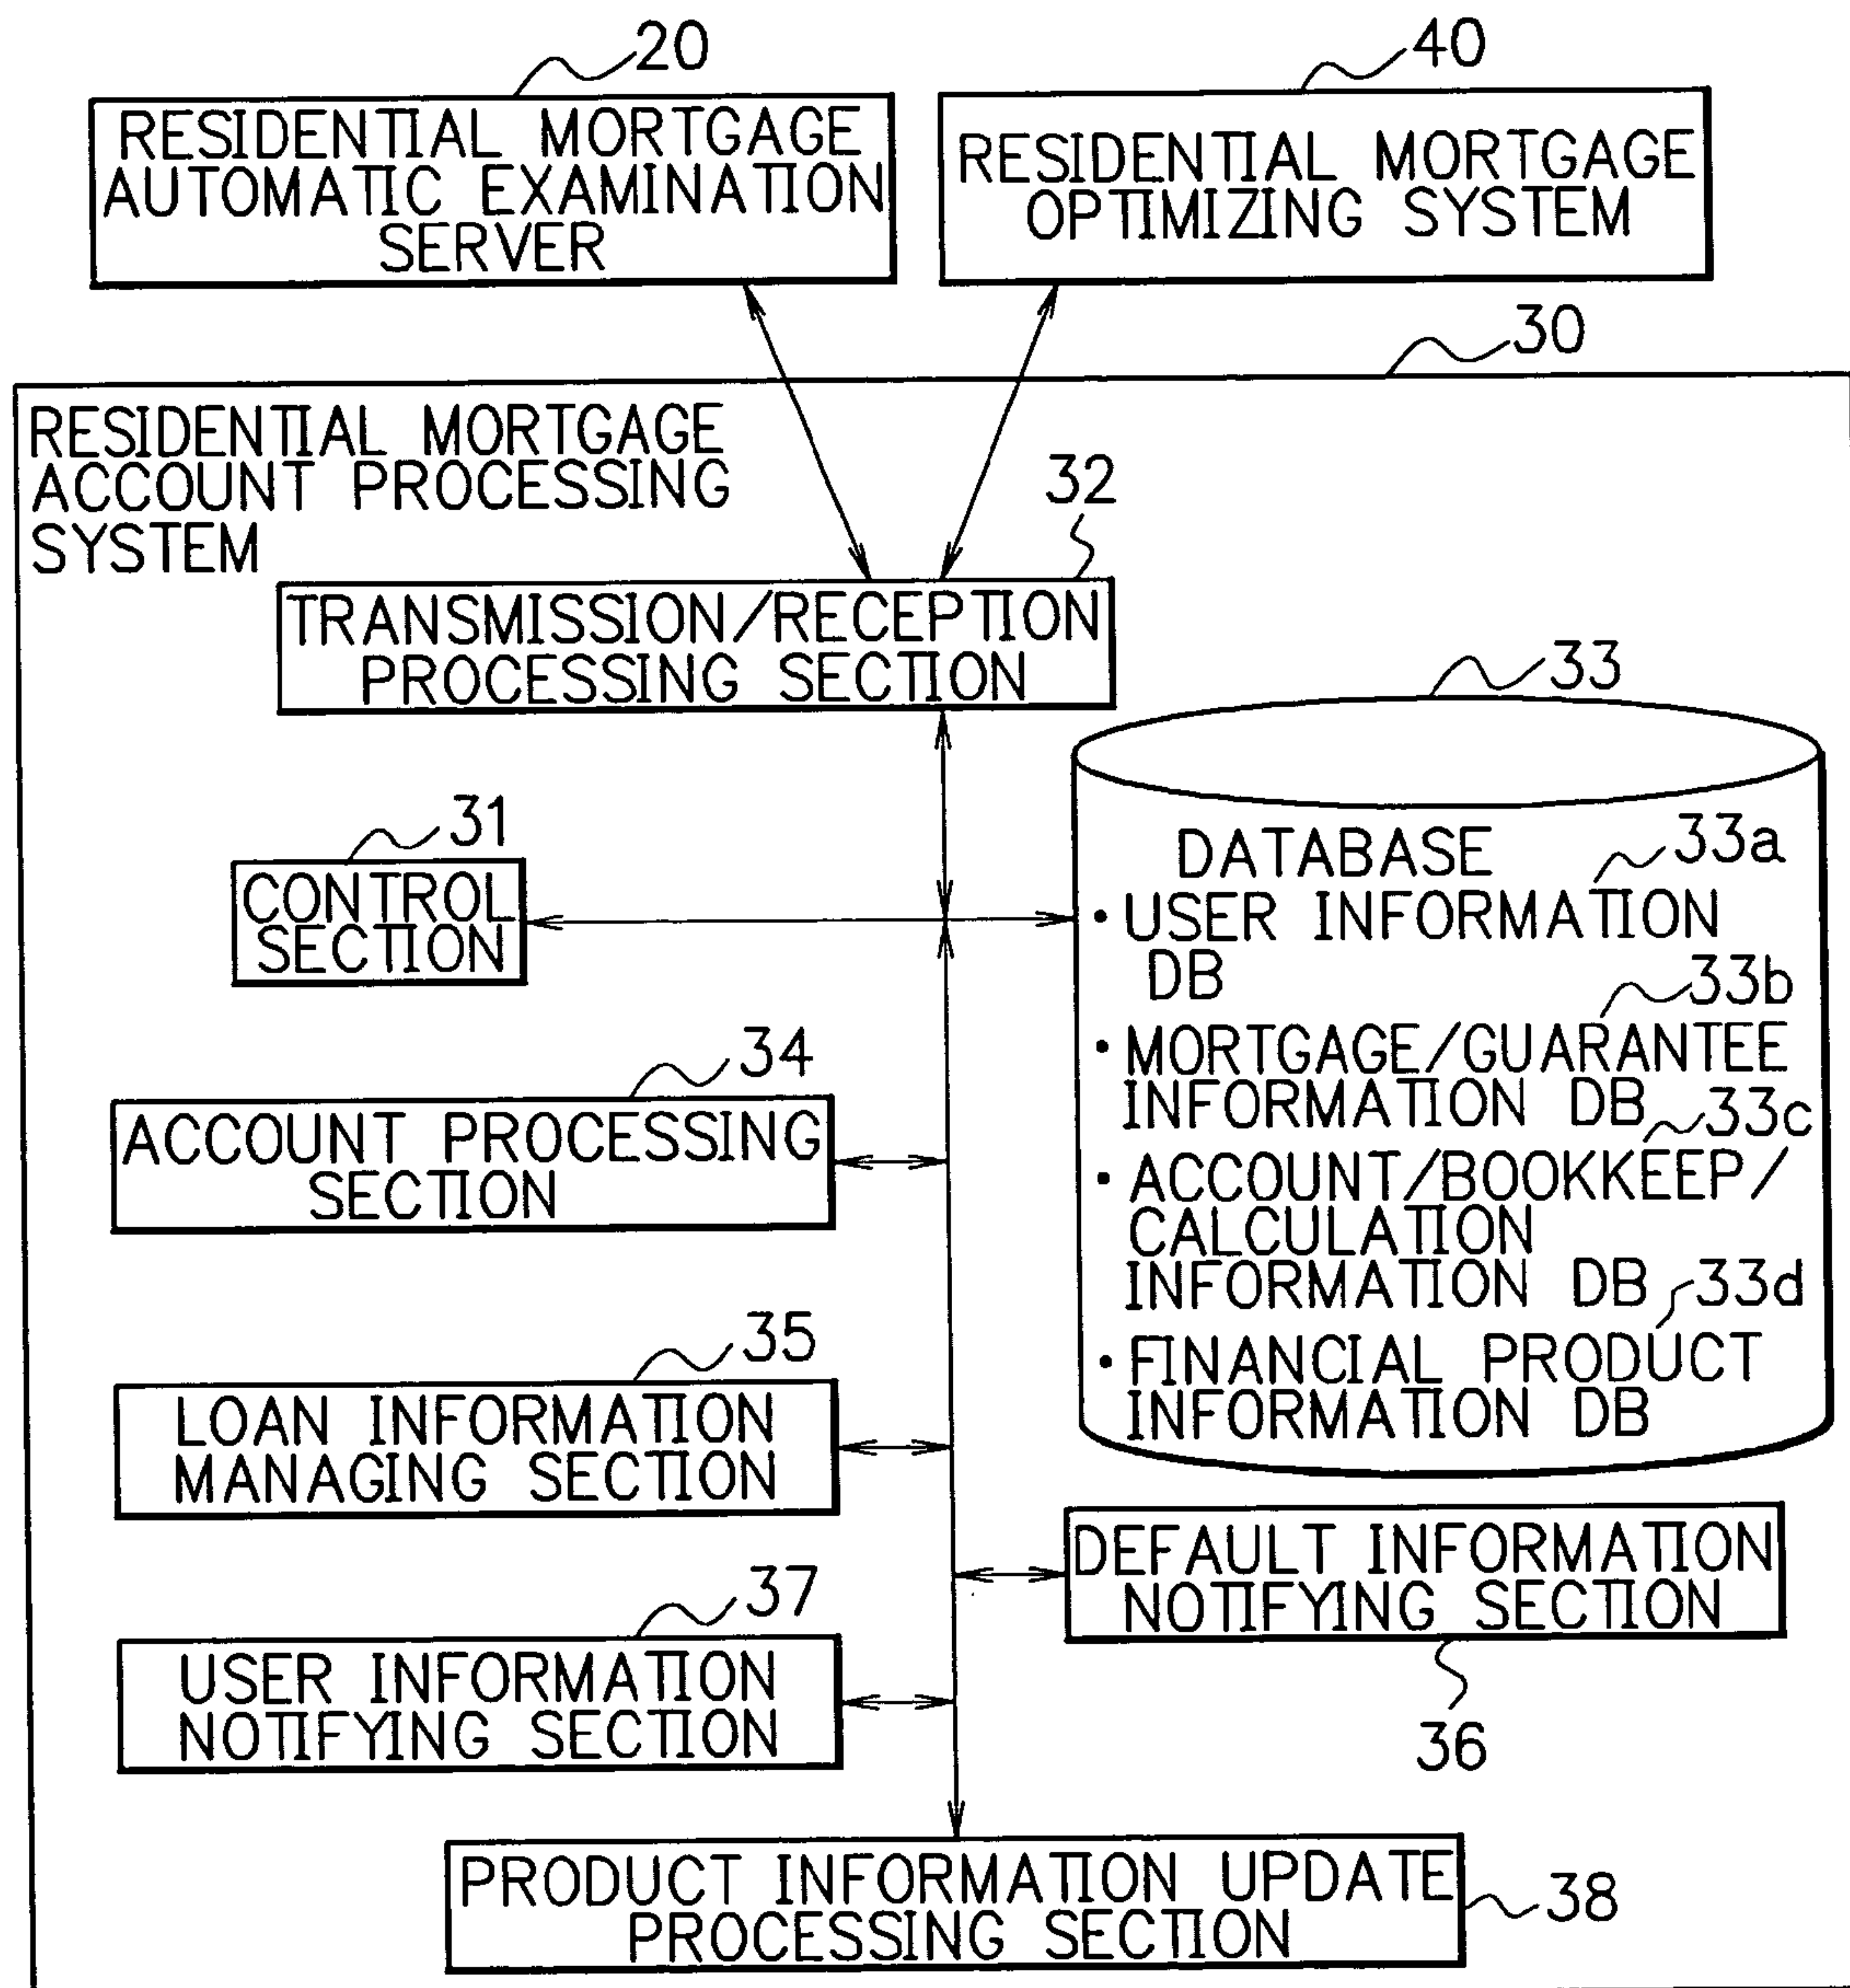 20
RESIDENTIAL MORTGAGE
AUTOMATIC EXAMINATION
SERVER
40
RESIDENTIAL MORTGAGE
OPTIMIZING SYSTEM
30
RESIDENTIAL MORTGAGE
ACCOUNT PROCESSING
SYSTEM
32
TRANSMISSION/RECEPTION
PROCESSING SECTION
33
31
CONTROL
SECTION
DATABASE
33a
• USER INFORMATION
DB
33b
• MORTGAGE/GUARANTEE
INFORMATION DB
33c
• ACCOUNT/BOOKKEEP/
CALCULATION
INFORMATION DB
33d
• FINANCIAL PRODUCT
INFORMATION DB
34
ACCOUNT PROCESSING
SECTION
35
LOAN INFORMATION
MANAGING SECTION
DEFAULT INFORMATION
NOTIFYING SECTION
36
37
USER INFORMATION
NOTIFYING SECTION
PRODUCT INFORMATION UPDATE
PROCESSING SECTION
38